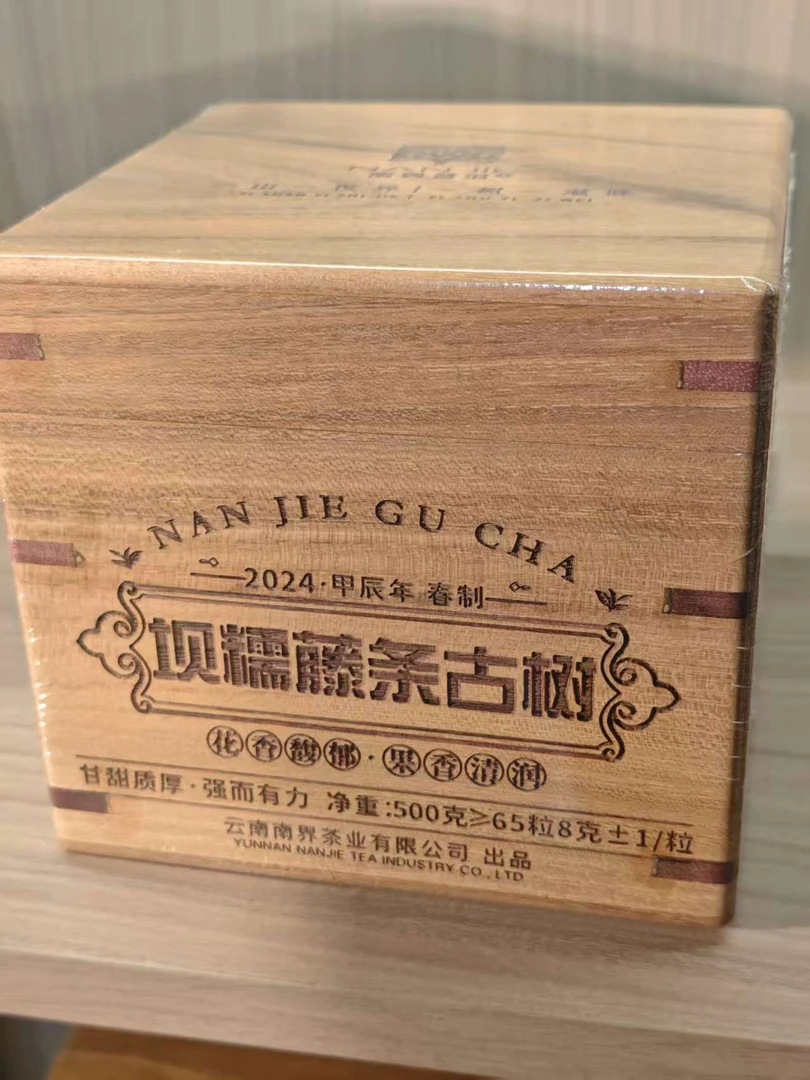 NAN JIE GU CHA
2024·甲辰年 春制
坝糯藤条古树
花香馥郁·果香清润
甘甜质厚·强而有力 净重:500克≥65粒8克±1/粒
云南南界茶业有限公司 出品
YUNNAN NANJIE TEA INDUSTRY CO., LTD